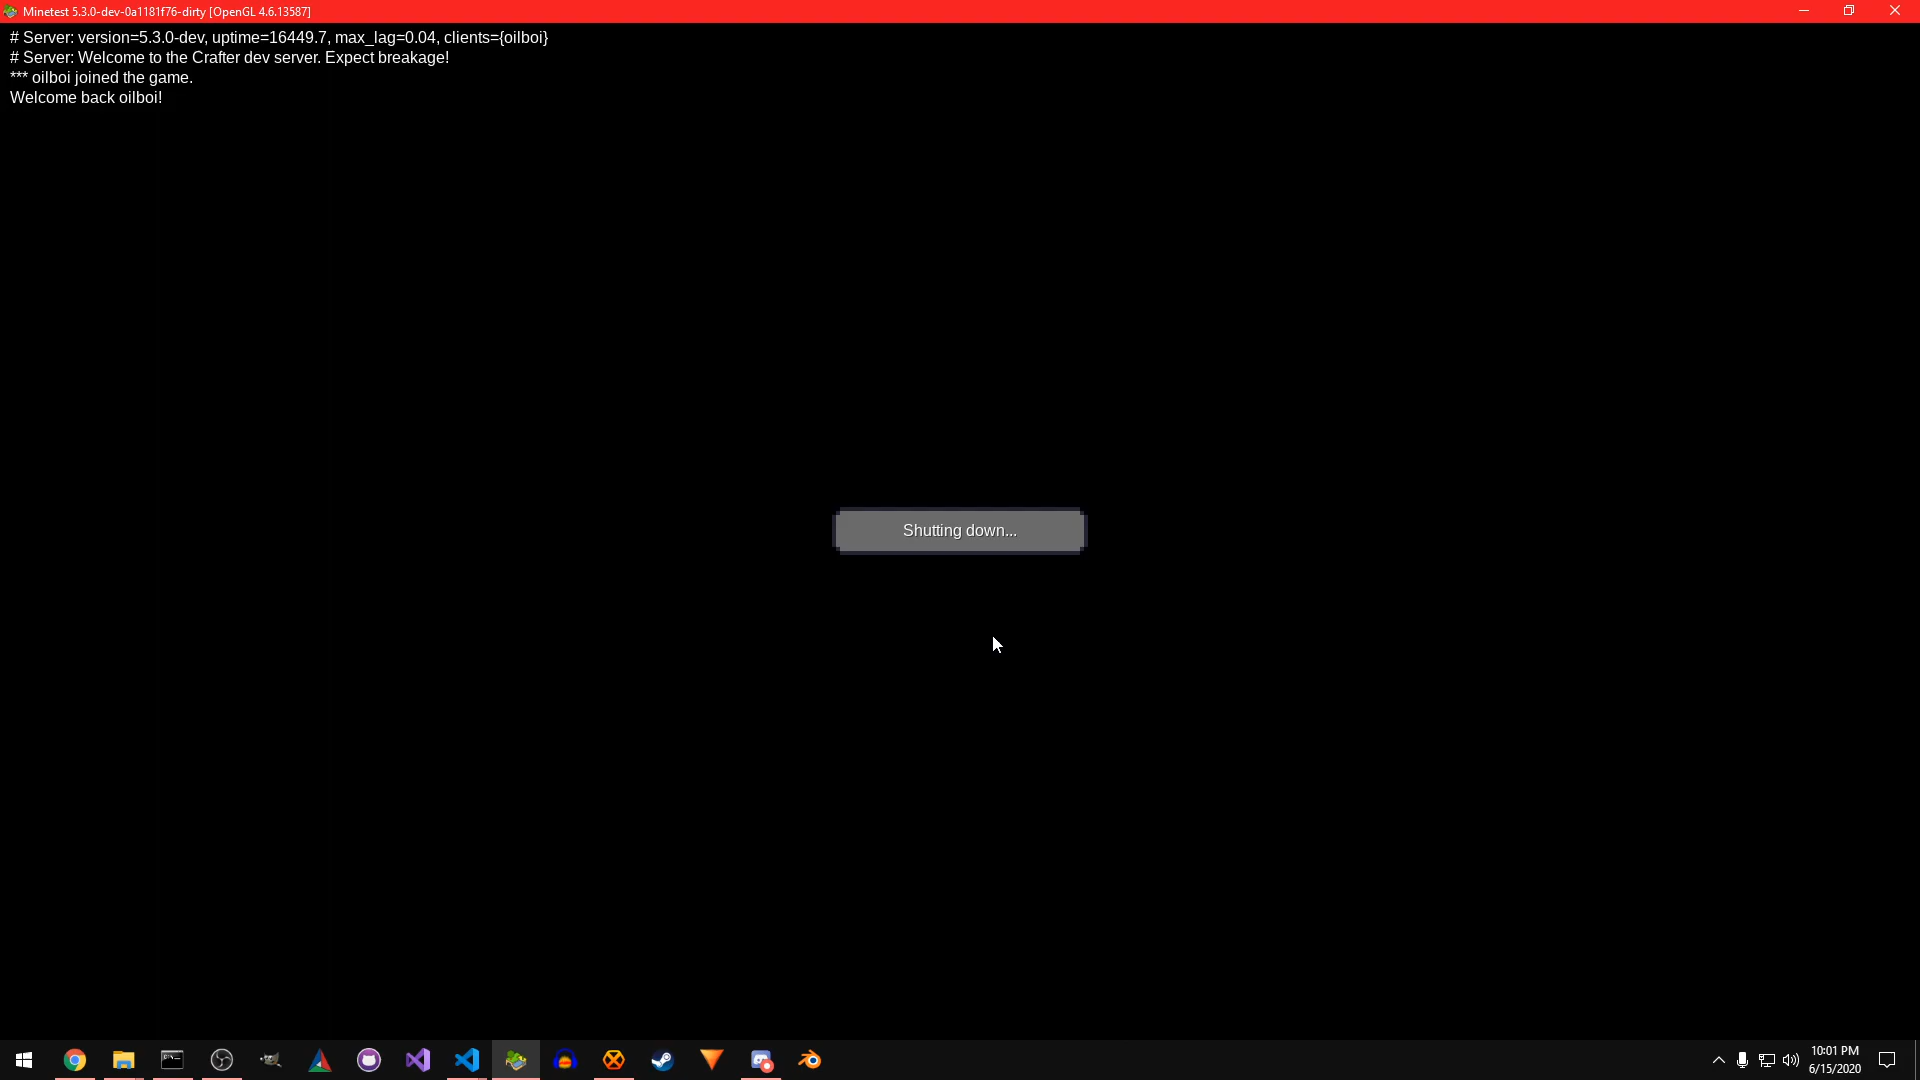 Minetest 5.3.0-dev-0a1181f76-dirty [OpenGL 4.6.13587]
# Server: version=5.3.0-dev, uptime=16449.7, max_lag=0.04, clients={oilboi}
# Server: Welcome to the Crafter dev server. Expect breakage!
*** oilboi joined the game.
Welcome back oilboi!
Shutting down...
10:01 PM
6/15/2020